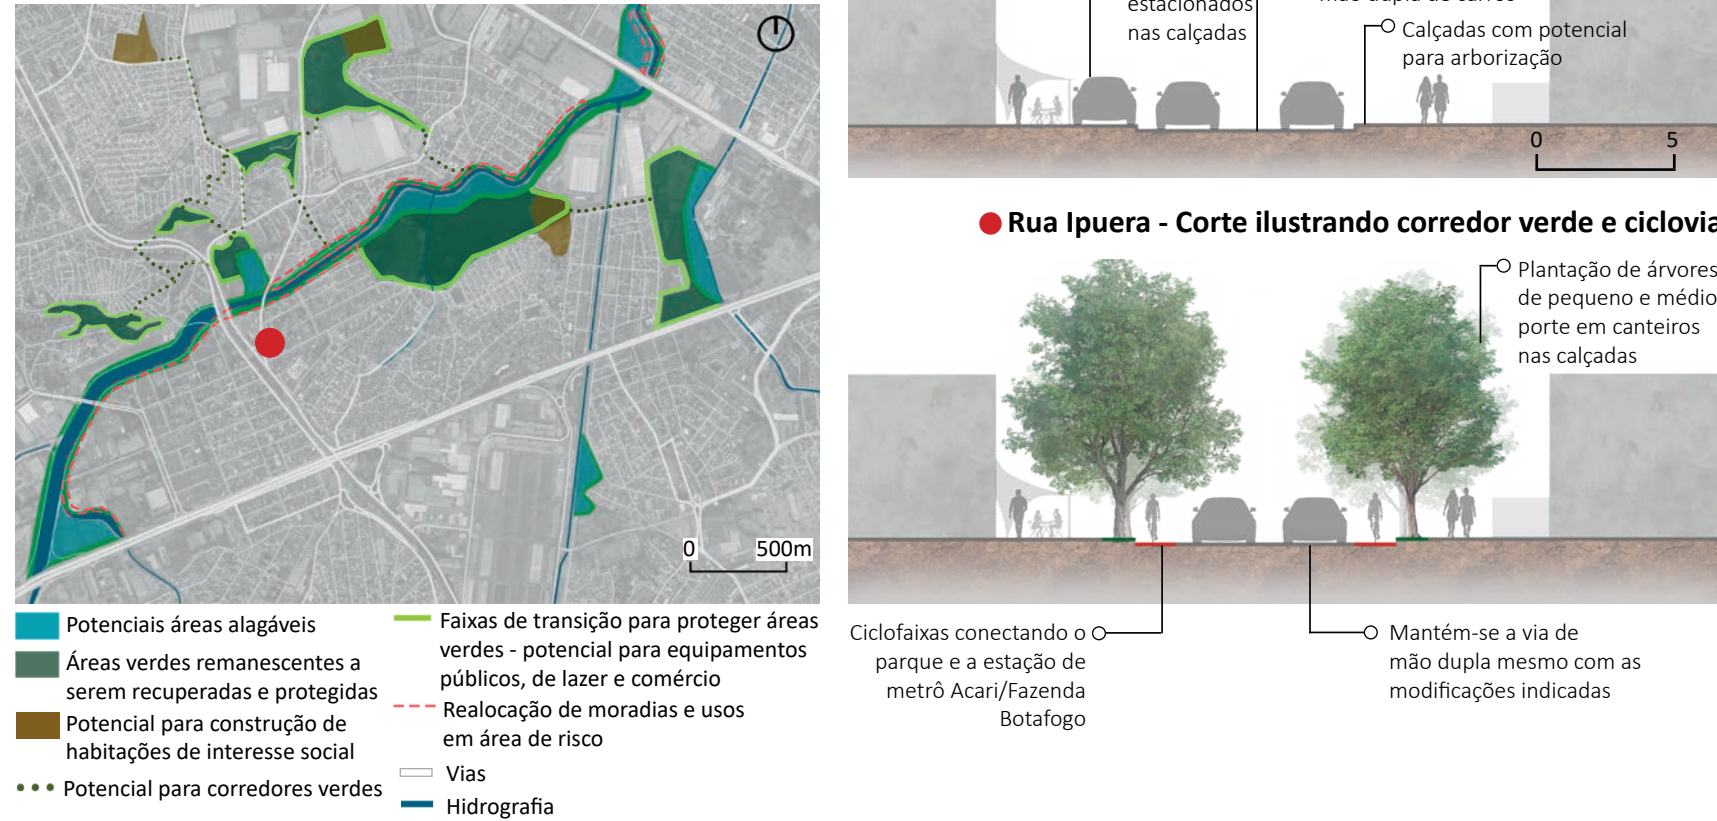 estacionados
nas calçadas
Calçadas com potencial
para arborização
0 5
Rua Ipuera - Corte ilustrando corredor verde e ciclovia
Plantação de árvores
de pequeno e médio
porte em canteiros
nas calçadas
0 500m
Ciclofaixas conectando o
parque e a estação de
metrô Acari/Fazenda
Botafogo
Mantém-se a via de
mão dupla mesmo com as
modificações indicadas
Potenciais áreas alagáveis
Áreas verdes remanescentes a
serem recuperadas e protegidas
Potencial para construção de
habitações de interesse social
Potencial para corredores verdes
Faixas de transição para proteger áreas
verdes - potencial para equipamentos
públicos, de lazer e comércio
Realocação de moradias e usos
em área de risco
Vias
Hidrografia